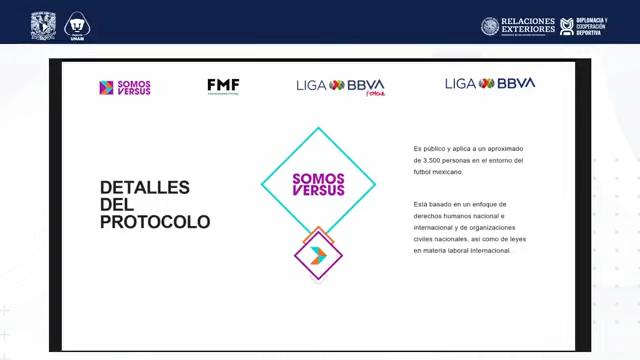 UNAM
RELACIONES
EXTERIORES
DIPLOMACIA Y
COOPERACIÓN
DEPORTIVA
SOMOS
VERSUS
FMF
LIGA BBVA
Femenil
LIGA BBVA
DETALLES
DEL
PROTOCOLO
SOMOS
VERSUS
Es público y aplica a un aproximado
de 3,500 personas en el entorno del
futbol mexicano.
Está basado en un enfoque de
derechos humanos nacional e
internacional y de organizaciones
civiles nacionales, así como de leyes
en materia laboral internacional.